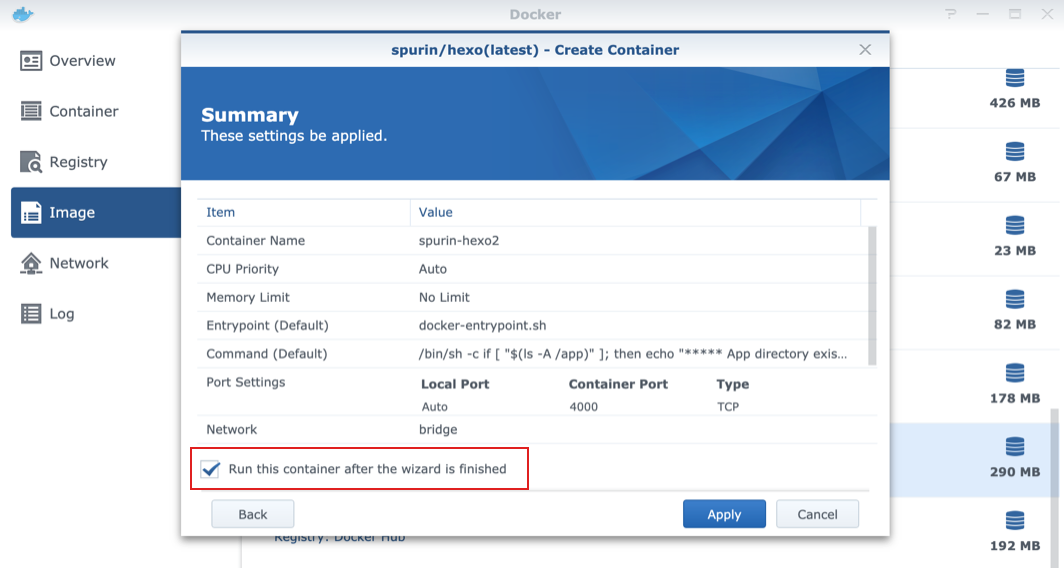 Docker
spurin/hexo(latest) - Create Container
Overview
Container
Registry
Image
Network
Log
Summary
These settings be applied.
Item Value
Container Name spurin-hexo2
CPU Priority Auto
Memory Limit No Limit
Entrypoint (Default) docker-entrypoint.sh
Command (Default) /bin/sh -c if [ "$(ls -A /app)" ]; then echo "***** App directory exis...
Port Settings Local Port Container Port Type
Auto 4000 TCP
Network bridge
Run this container after the wizard is finished
Back Apply Cancel
Registry: Docker Hub
426 MB
67 MB
23 MB
82 MB
178 MB
290 MB
192 MB